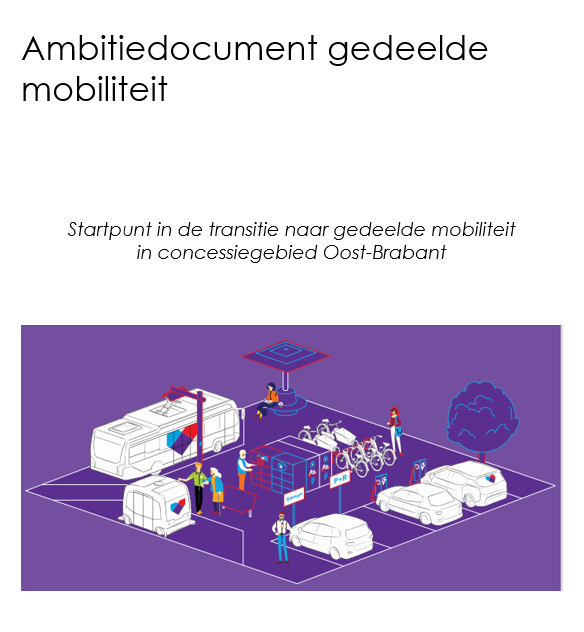 Ambitiedocument gedeelde
mobiliteit
Startpunt in de transitie naar gedeelde mobiliteit
in concessiegebied Oost-Brabant
P+R